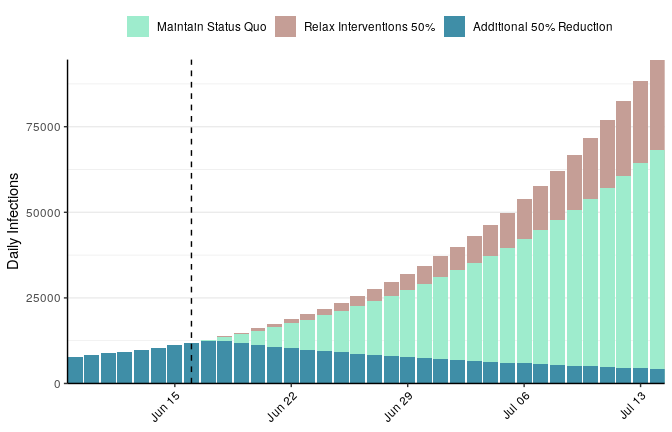 Maintain Status Quo Relax Interventions 50% Additional 50% Reduction
Daily Infections
75000
50000
25000
0
Jun 15 Jun 22 Jun 29 Jul 06 Jul 13